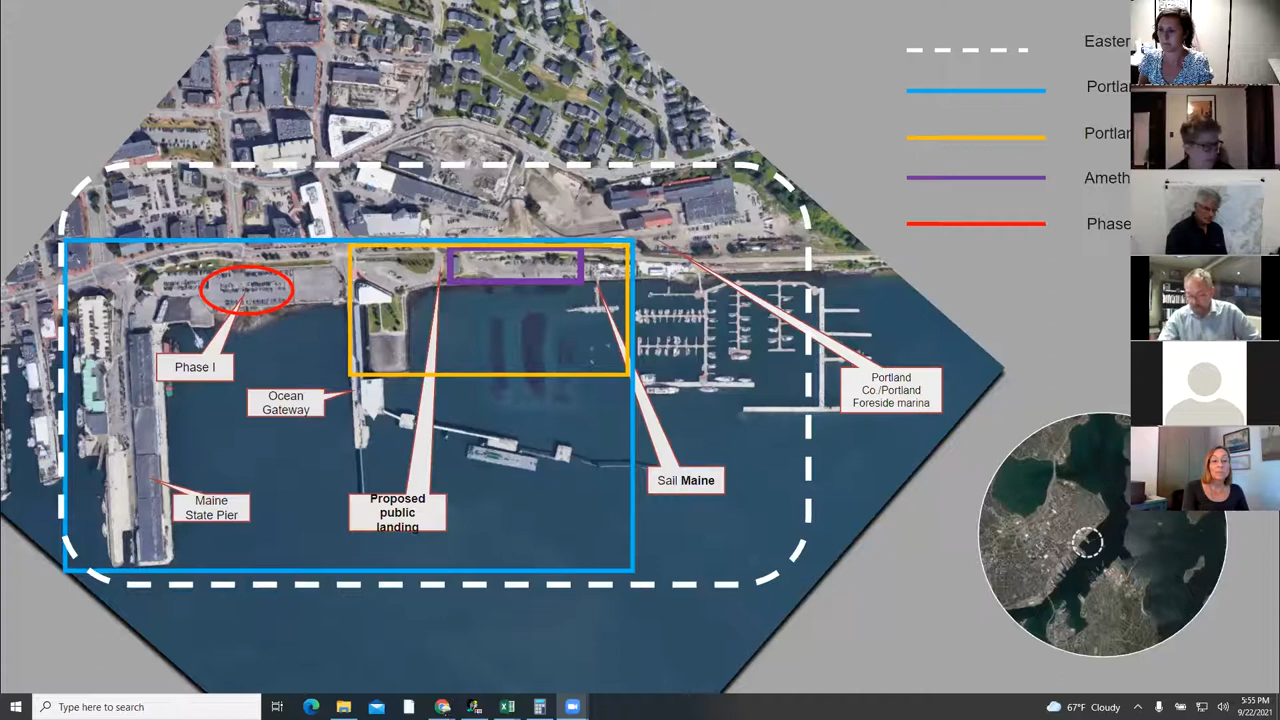 Easter
Portlar
Portlar
Ameth
Phase
Phase I
Ocean
Gateway
Maine
State Pier
Proposed
public
landing
Sail Maine
Portland
Co./Portland
Foreside marina
Type here to search
67°F Cloudy
5:55 PM
9/22/2021